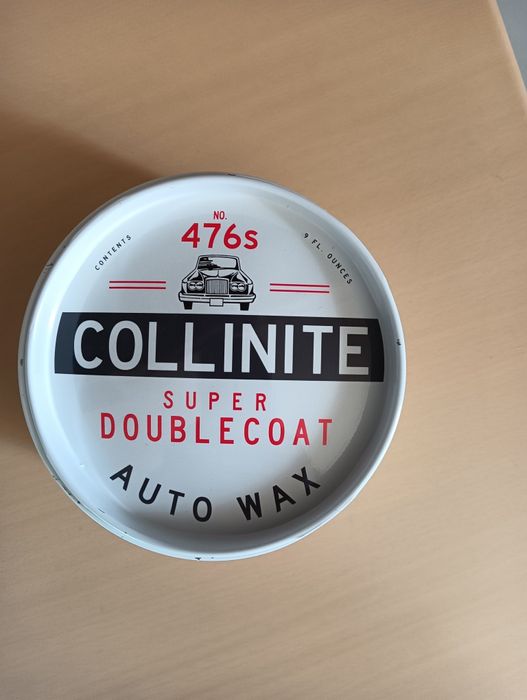 NO.
476s
CONTENTS
9 FL. OUNCES
COLLINITE
SUPER
DOUBLECOAT
AUTO WAX